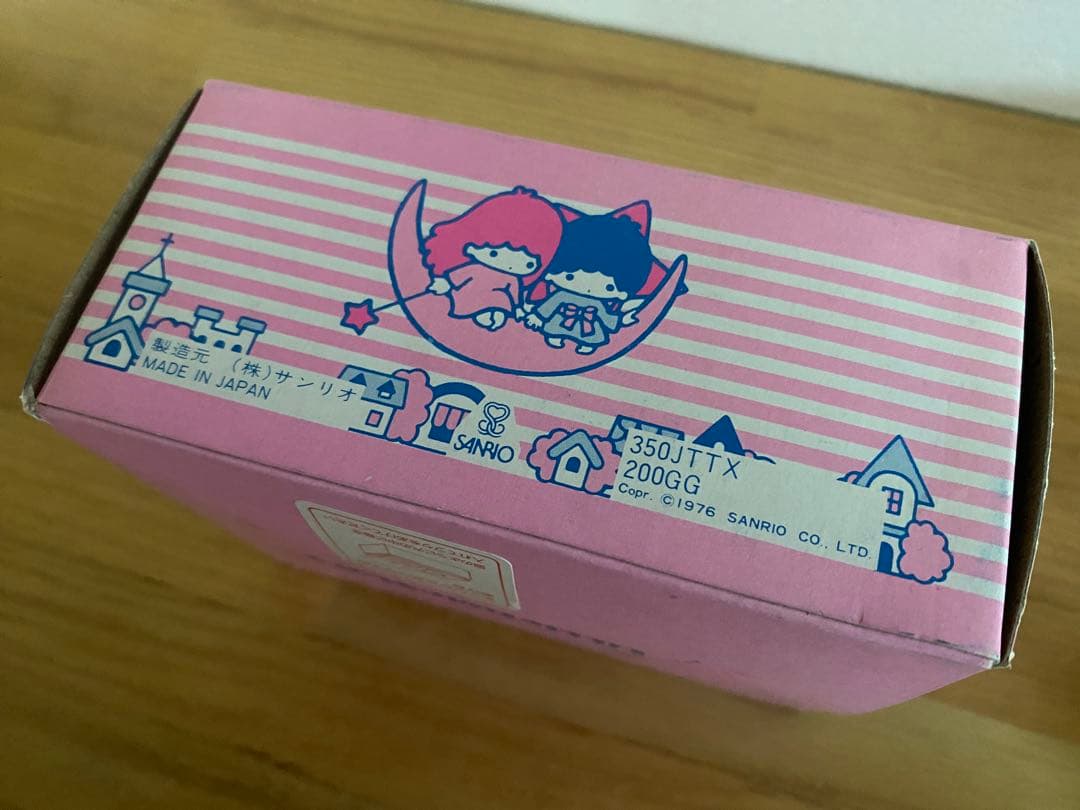 製造元 (株)サンリオ
MADE IN JAPAN
SANRIO
350JTTX
200GG
Copr. ©1976 SANRIO CO., LTD.